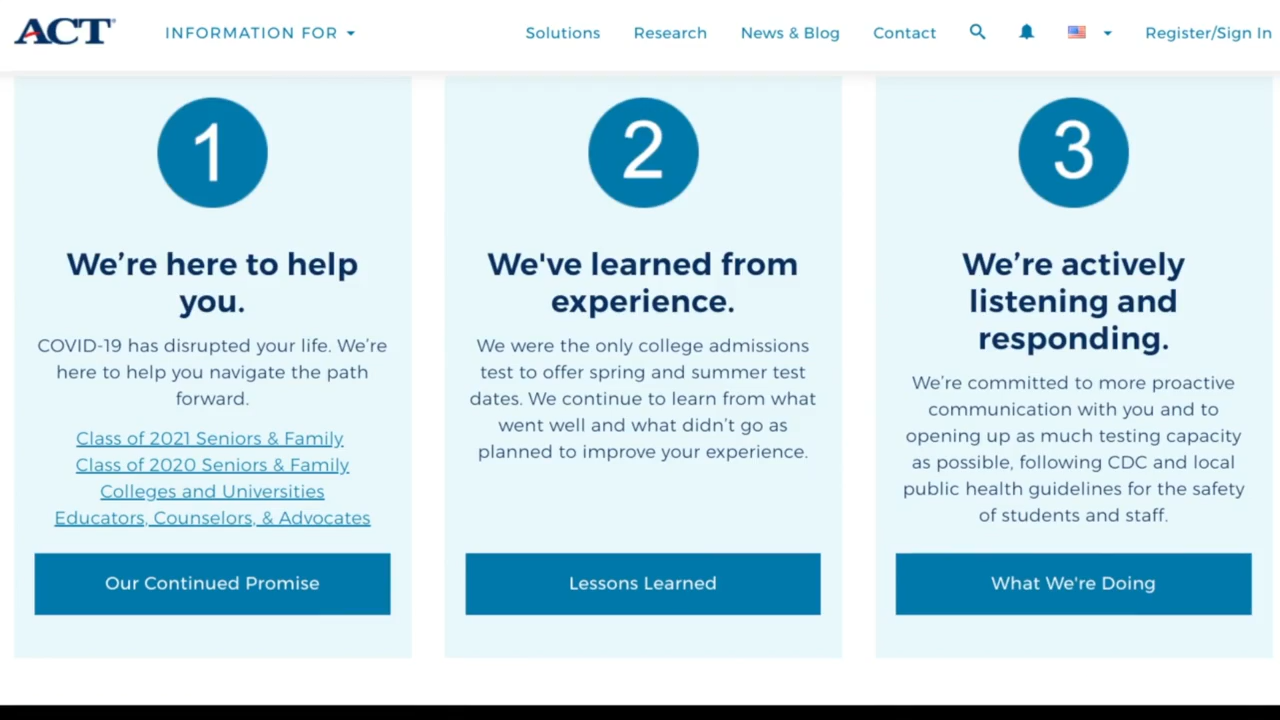 ACT INFORMATION FOR Solutions Research News & Blog Contact Register/Sign In
1
We’re here to help
you.
COVID-19 has disrupted your life. We’re
here to help you navigate the path
forward.
Class of 2021 Seniors & Family
Class of 2020 Seniors & Family
Colleges and Universities
Educators, Counselors, & Advocates
Our Continued Promise
2
We've learned from
experience.
We were the only college admissions
test to offer spring and summer test
dates. We continue to learn from what
went well and what didn’t go as
planned to improve your experience.
Lessons Learned
3
We’re actively
listening and
responding.
We’re committed to more proactive
communication with you and to
opening up as much testing capacity
as possible, following CDC and local
public health guidelines for the safety
of students and staff.
What We're Doing